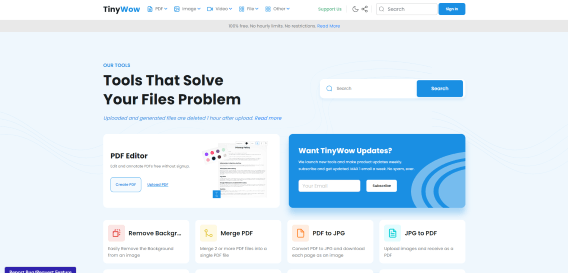 TinyWow
PDF
Image
Video
File
Other
Support Us
Search
Sign In
100% free. No hourly limits. No restrictions. Read More
OUR TOOLS
Tools That Solve
Your Files Problem
Uploaded and generated files are deleted 1 hour after upload. Read more
Search
Search
PDF Editor
Edit and annotate PDFs free without signup.
Create PDF
Upload PDF
Want TinyWow Updates?
We launch new tools and make product updates weekly,
subscribe and get updated. MAX 1 email a week. No spam, ever.
Your Email
Subscribe
Remove Backgr...
Easily Remove the Background
from an image
Merge PDF
Merge 2 or more PDF files into a
single PDF file
PDF to JPG
Convert PDF to JPG and download
each page as an image
JPG to PDF
Upload images and receive as a
PDF
Report Bug/Request Feature